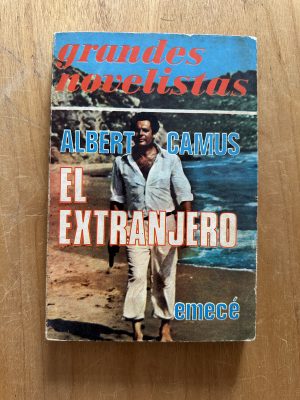 grandes
novelistas
ALBERT CAMUS
EL
EXTRANJERO
emecé